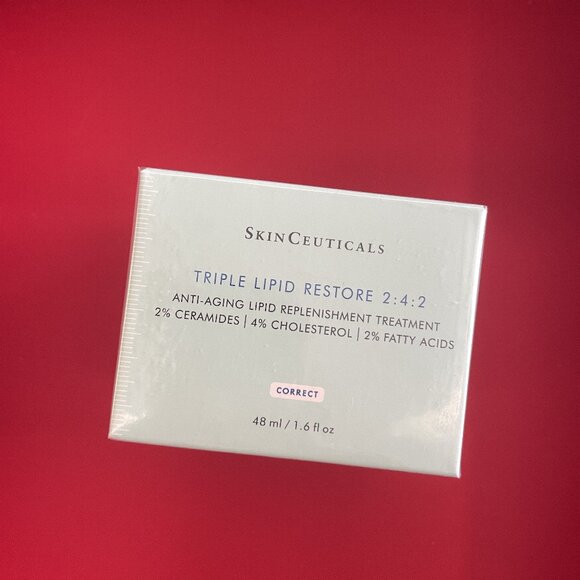 SKINCEUTICALS
TRIPLE LIPID RESTORE 2:4:2
ANTI-AGING LIPID REPLENISHMENT TREATMENT
2% CERAMIDES | 4% CHOLESTEROL | 2% FATTY ACIDS
CORRECT
48 ml / 1.6 fl oz